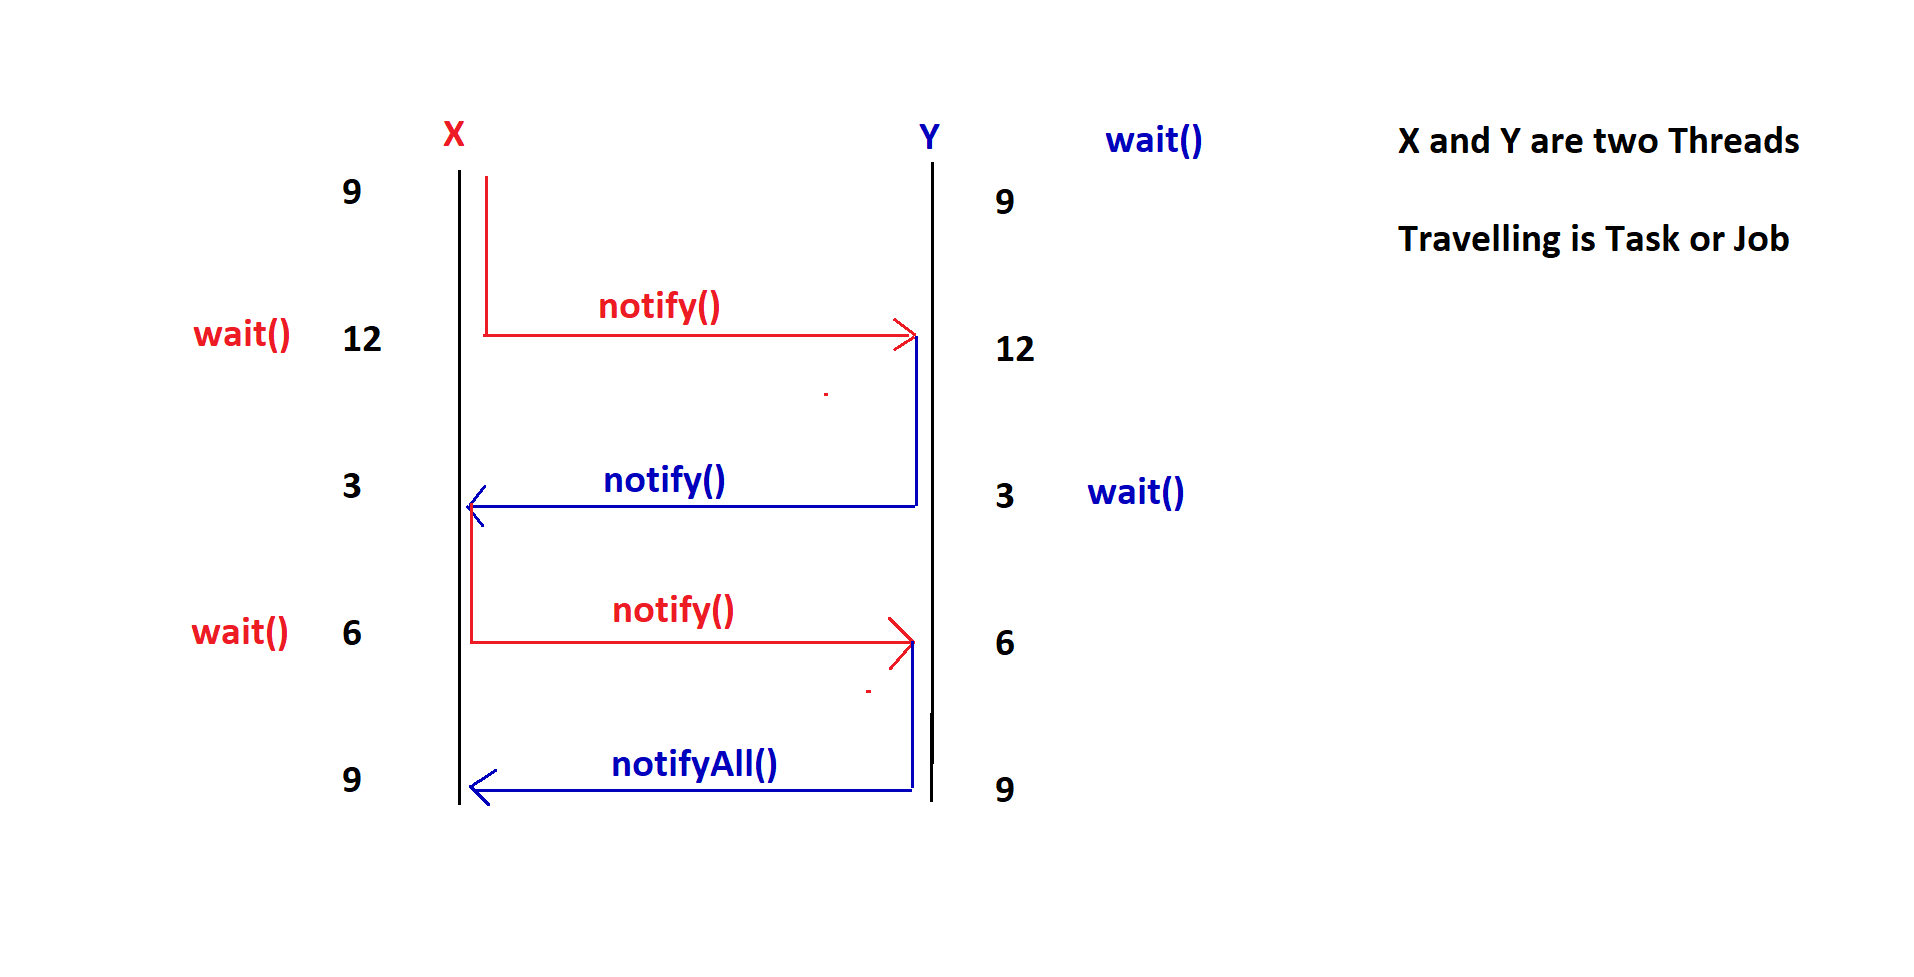 X
Y
wait()
X and Y are two Threads
9
9
Travelling is Task or Job
notify()
wait()
12
12
notify()
3
3
wait()
notify()
wait()
6
6
notifyAll()
9
9